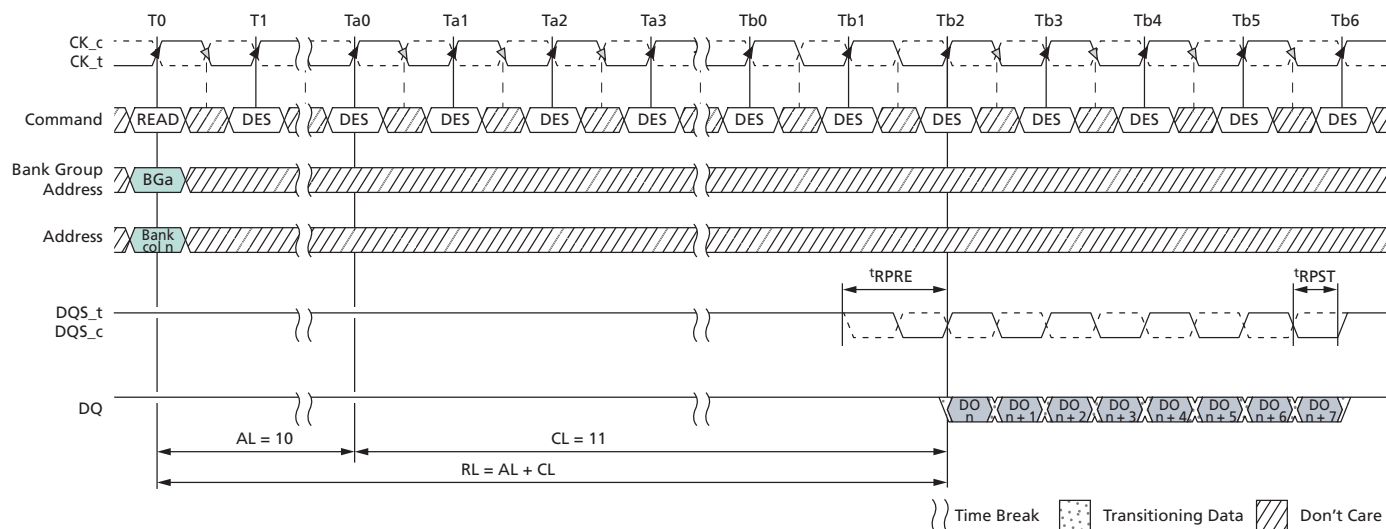 T0 T1 Ta0 Ta1 Ta2 Ta3 Tb0 Tb1 Tb2 Tb3 Tb4 Tb5 Tb6
CK_c
CK_t
Command READ DES DES DES DES DES DES DES DES DES DES DES DES
Bank Group
Address
BGa
Address
Bank
col n
tRPRE tRPST
DQS_t
DQS_c
DQ
DO
n
DO
n + 1
DO
n + 2
DO
n + 3
DO
n + 4
DO
n + 5
DO
n + 6
DO
n + 7
AL = 10 CL = 11
RL = AL + CL
Time Break Transitioning Data Don't Care